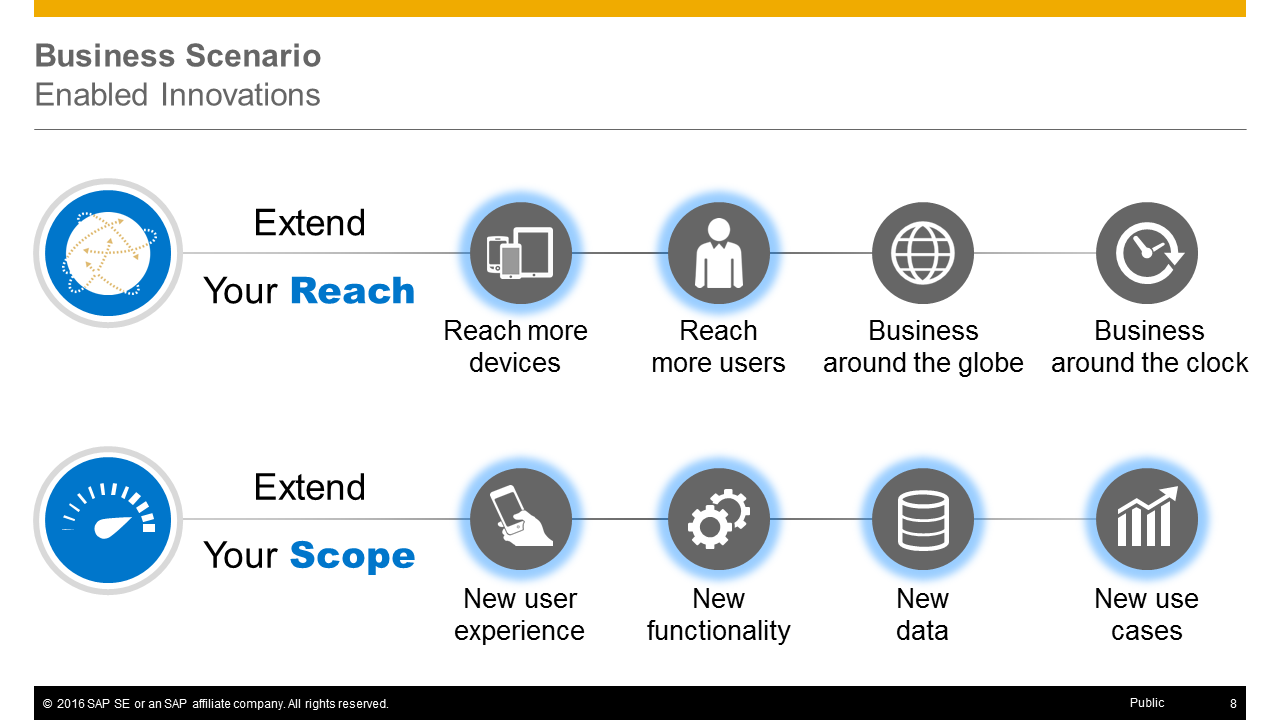 Business Scenario
Enabled Innovations
Extend
Your Reach
Reach more
devices
Reach
more users
Business
around the globe
Business
around the clock
Extend
Your Scope
New user
experience
New
functionality
New
data
New use
cases
© 2016 SAP SE or an SAP affiliate company. All rights reserved.
Public
8